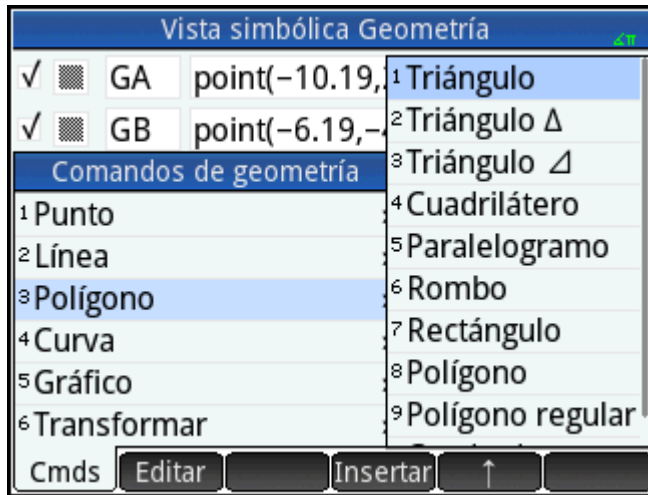 Vista simbólica Geometría ∡π
√ GA point(-10.19,
√ GB point(-6.19,-4
Comandos de geometría
1 Punto
2 Línea
3 Polígono
4 Curva
5 Gráfico
6 Transformar
1 Triángulo
2 Triángulo Δ
3 Triángulo ⊿
4 Cuadrilátero
5 Paralelogramo
6 Rombo
7 Rectángulo
8 Polígono
9 Polígono regular
Cmds Editar Insertar ↑